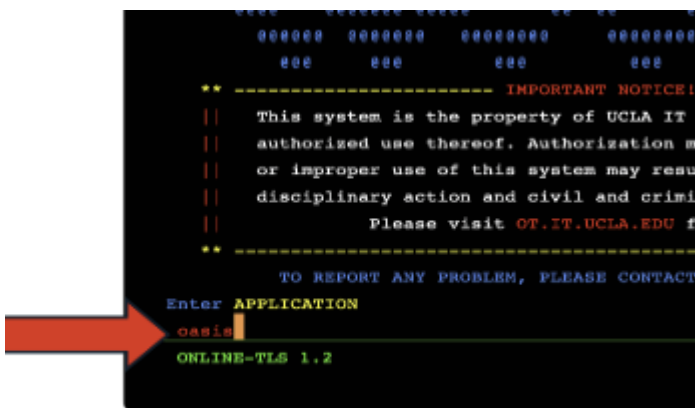 ** ------------------------ IMPORTANT NOTICE!
|| This system is the property of UCLA IT
|| authorized use thereof. Authorization m
|| or improper use of this system may resu
|| disciplinary action and civil and crimi
|| Please visit OT.IT.UCLA.EDU f
** ------------------------------------------
TO REPORT ANY PROBLEM, PLEASE CONTACT
Enter APPLICATION
oasis
ONLINE-TLS 1.2